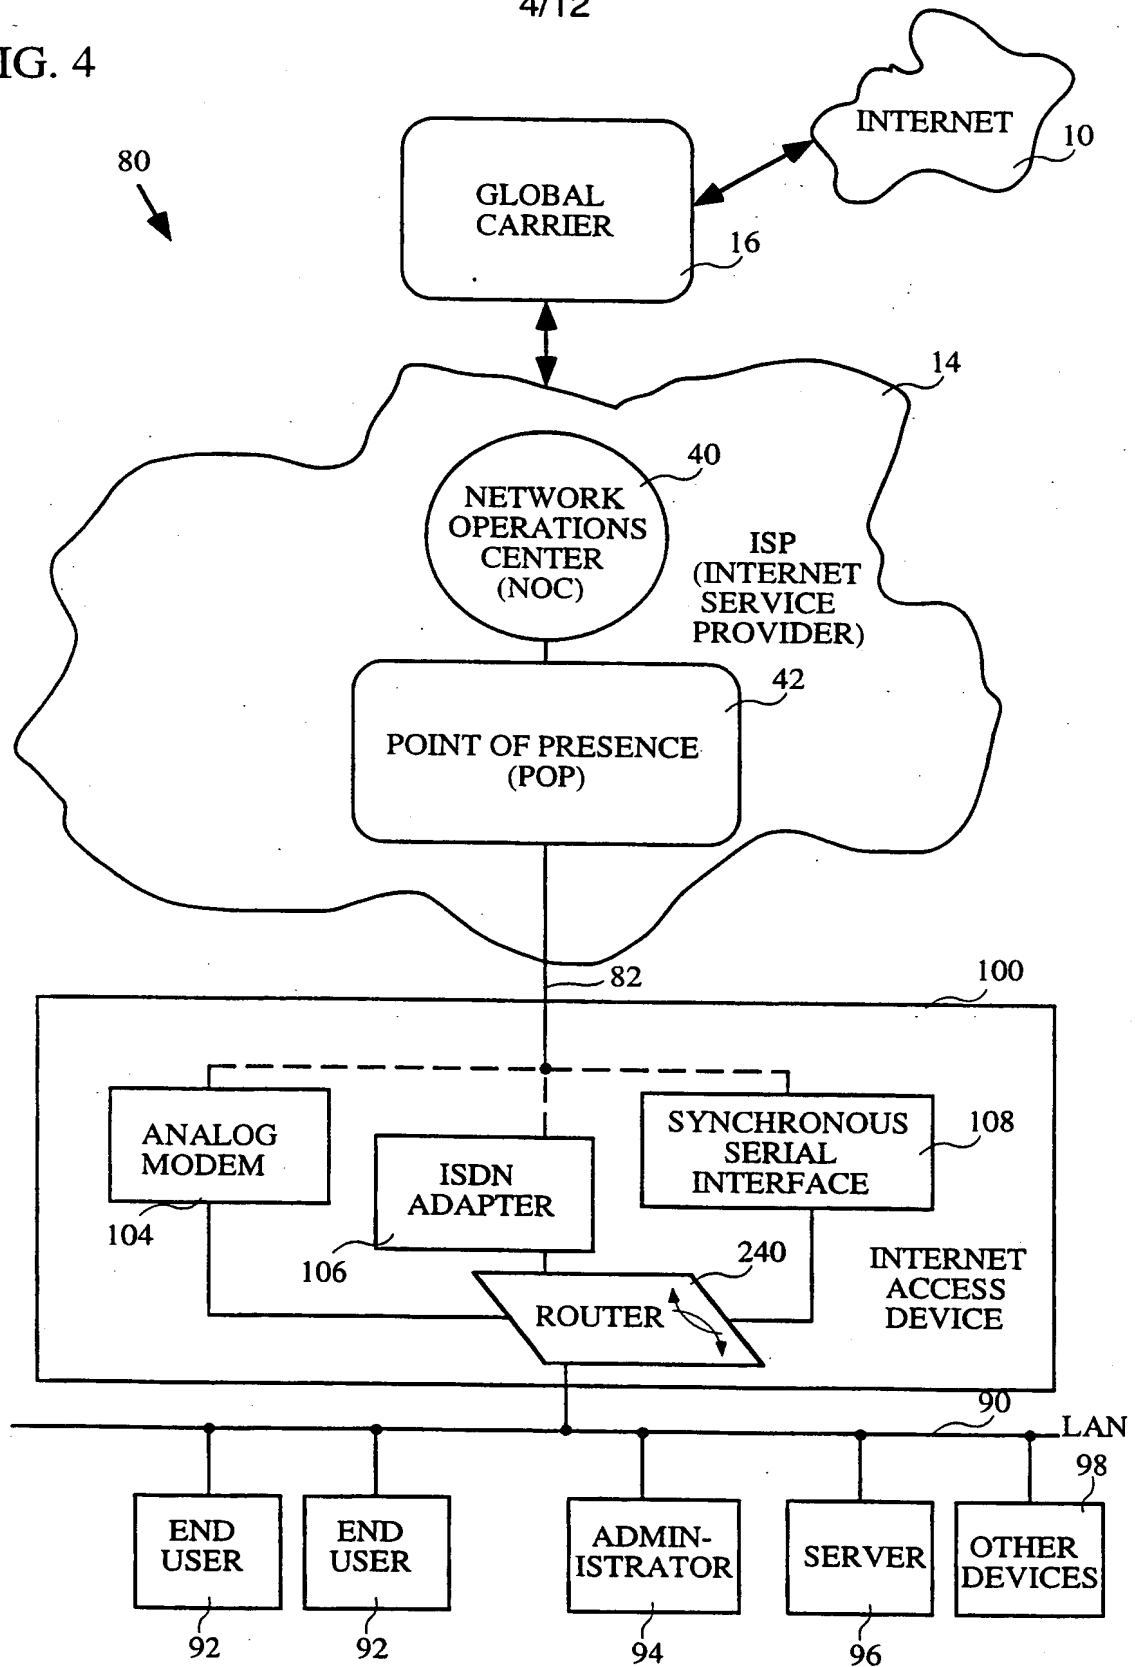 4/12
IG. 4
INTERNET
10
80
GLOBAL
CARRIER
16
14
40
NETWORK
OPERATIONS
CENTER
(NOC)
ISP
(INTERNET
SERVICE
PROVIDER)
42
POINT OF PRESENCE
(POP)
82
100
ANALOG
MODEM
104
ISDN
ADAPTER
106
SYNCHRONOUS
SERIAL
INTERFACE
108
240
ROUTER
INTERNET
ACCESS
DEVICE
90
LAN
98
END
USER
92
END
USER
92
ADMIN-
ISTRATOR
94
SERVER
96
OTHER
DEVICES